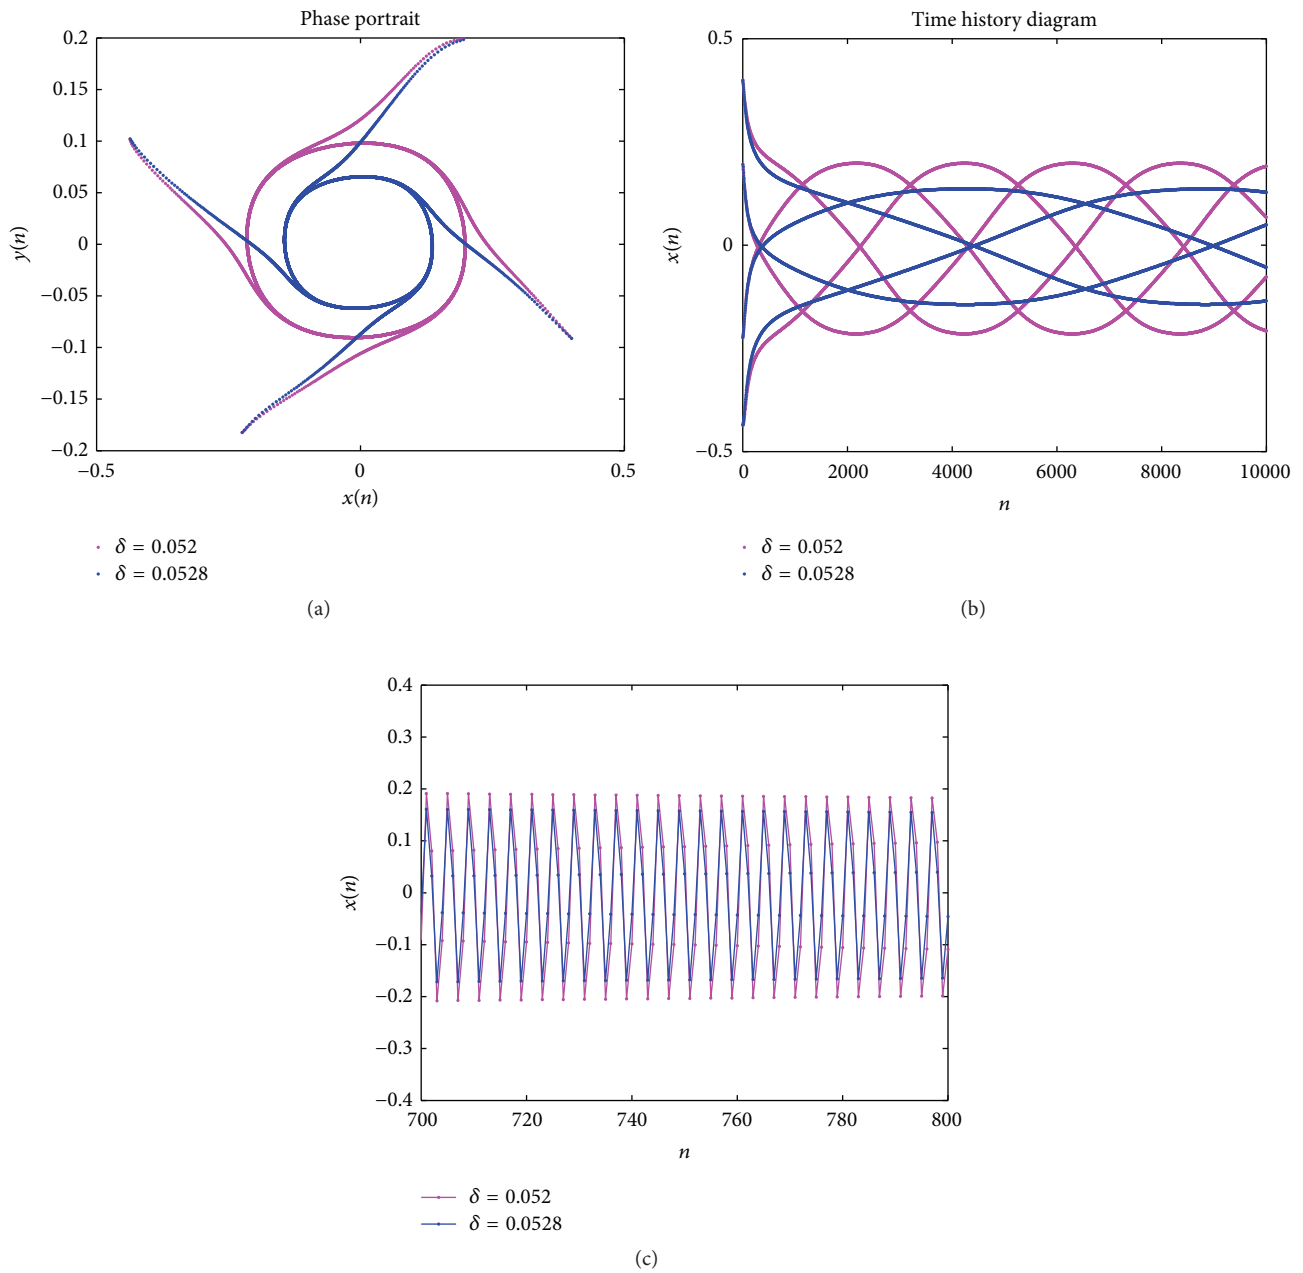 Phase portrait
0.2
0.15
0.1
0.05
0
−0.05
−0.1
−0.15
−0.2
y(n)
−0.5
0
0.5
x(n)
δ = 0.052
δ = 0.0528
(a)
Time history diagram
0.5
0
−0.5
x(n)
0
2000
4000
6000
8000
10000
n
δ = 0.052
δ = 0.0528
(b)
0.4
0.3
0.2
0.1
0
−0.1
−0.2
−0.3
−0.4
x(n)
700
720
740
760
780
800
n
δ = 0.052
δ = 0.0528
(c)